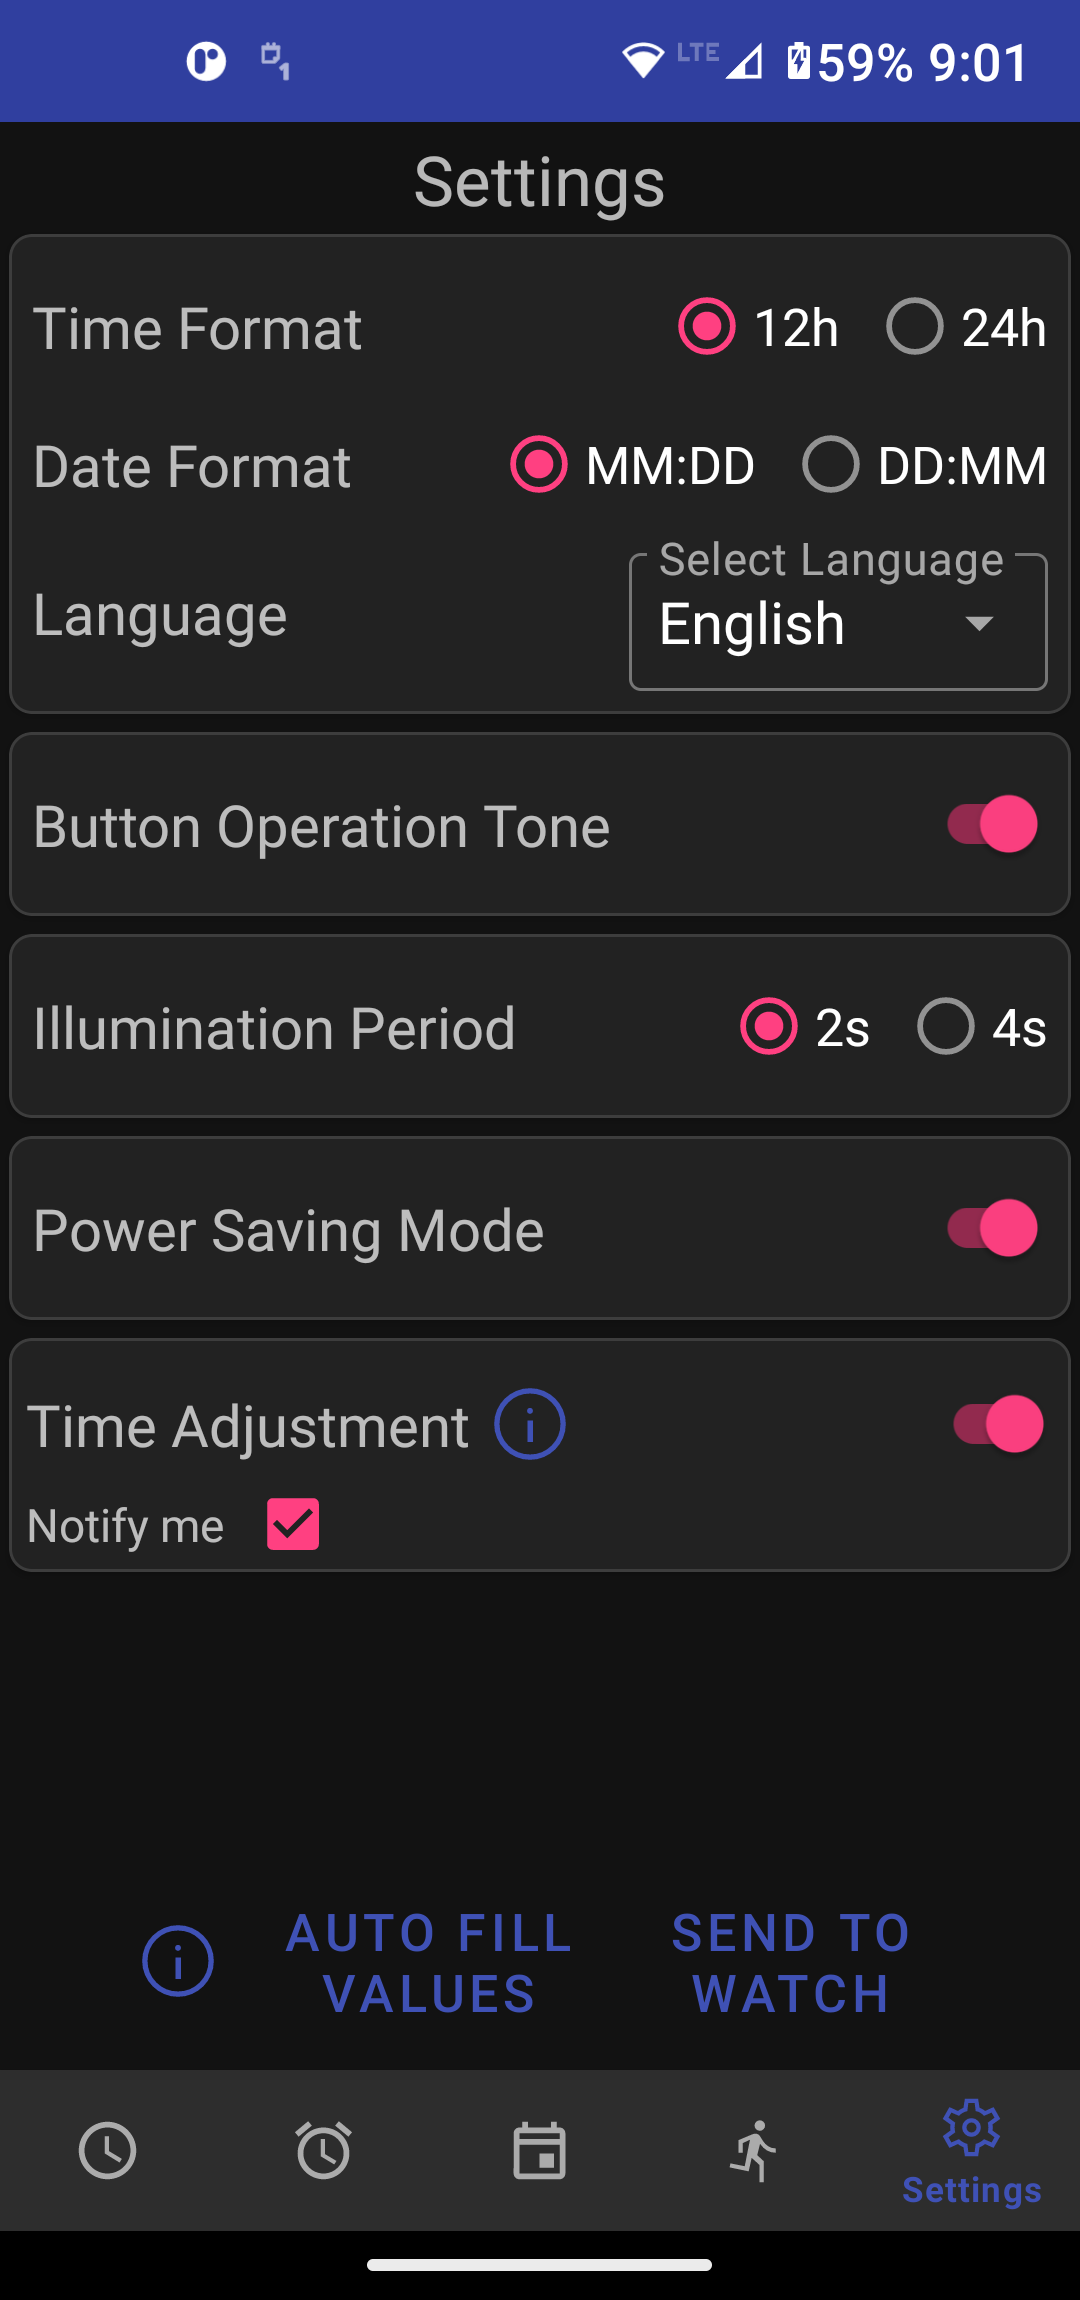 LTE 59% 9:01
Settings
Time Format 12h 24h
Date Format MM:DD DD:MM
Select Language
Language English
Button Operation Tone
Illumination Period 2s 4s
Power Saving Mode
Time Adjustment
Notify me
AUTO FILL VALUES
SEND TO WATCH
Settings